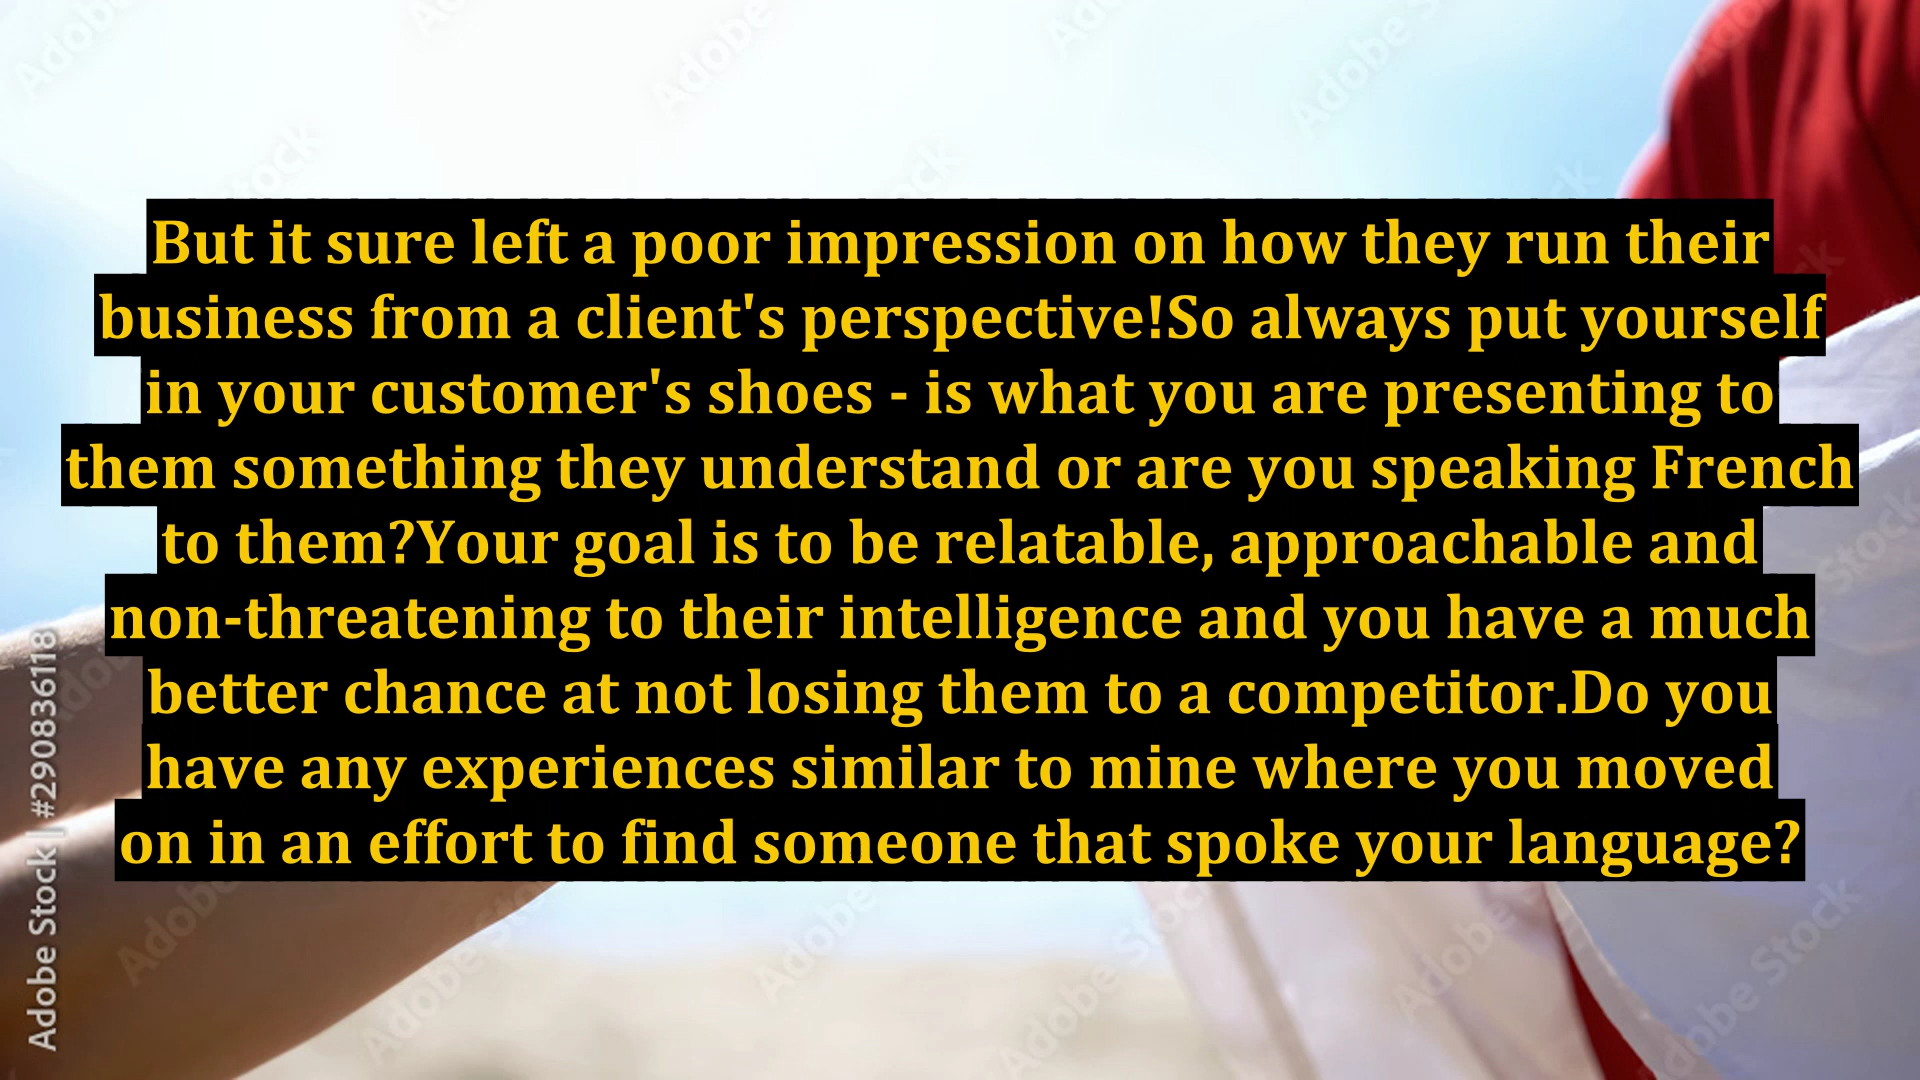 But it sure left a poor impression on how they run their
business from a client's perspective!So always put yourself
in your customer's shoes - is what you are presenting to
them something they understand or are you speaking French
to them?Your goal is to be relatable, approachable and
non-threatening to their intelligence and you have a much
better chance at not losing them to a competitor.Do you
have any experiences similar to mine where you moved
on in an effort to find someone that spoke your language?
Adobe Stock | #290836118